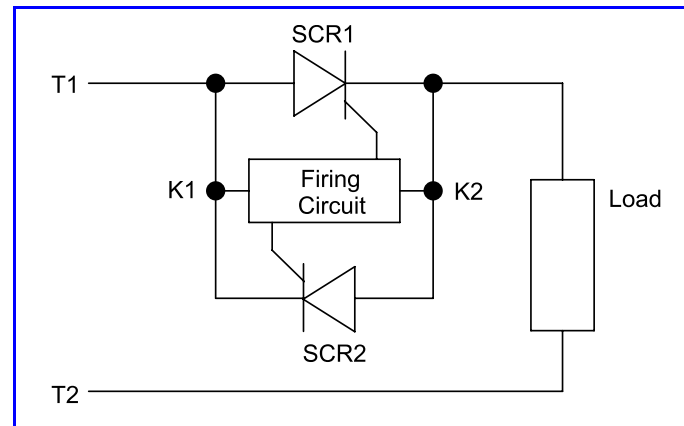 SCR1
T1
K1
Firing
Circuit
K2
Load
SCR2
T2